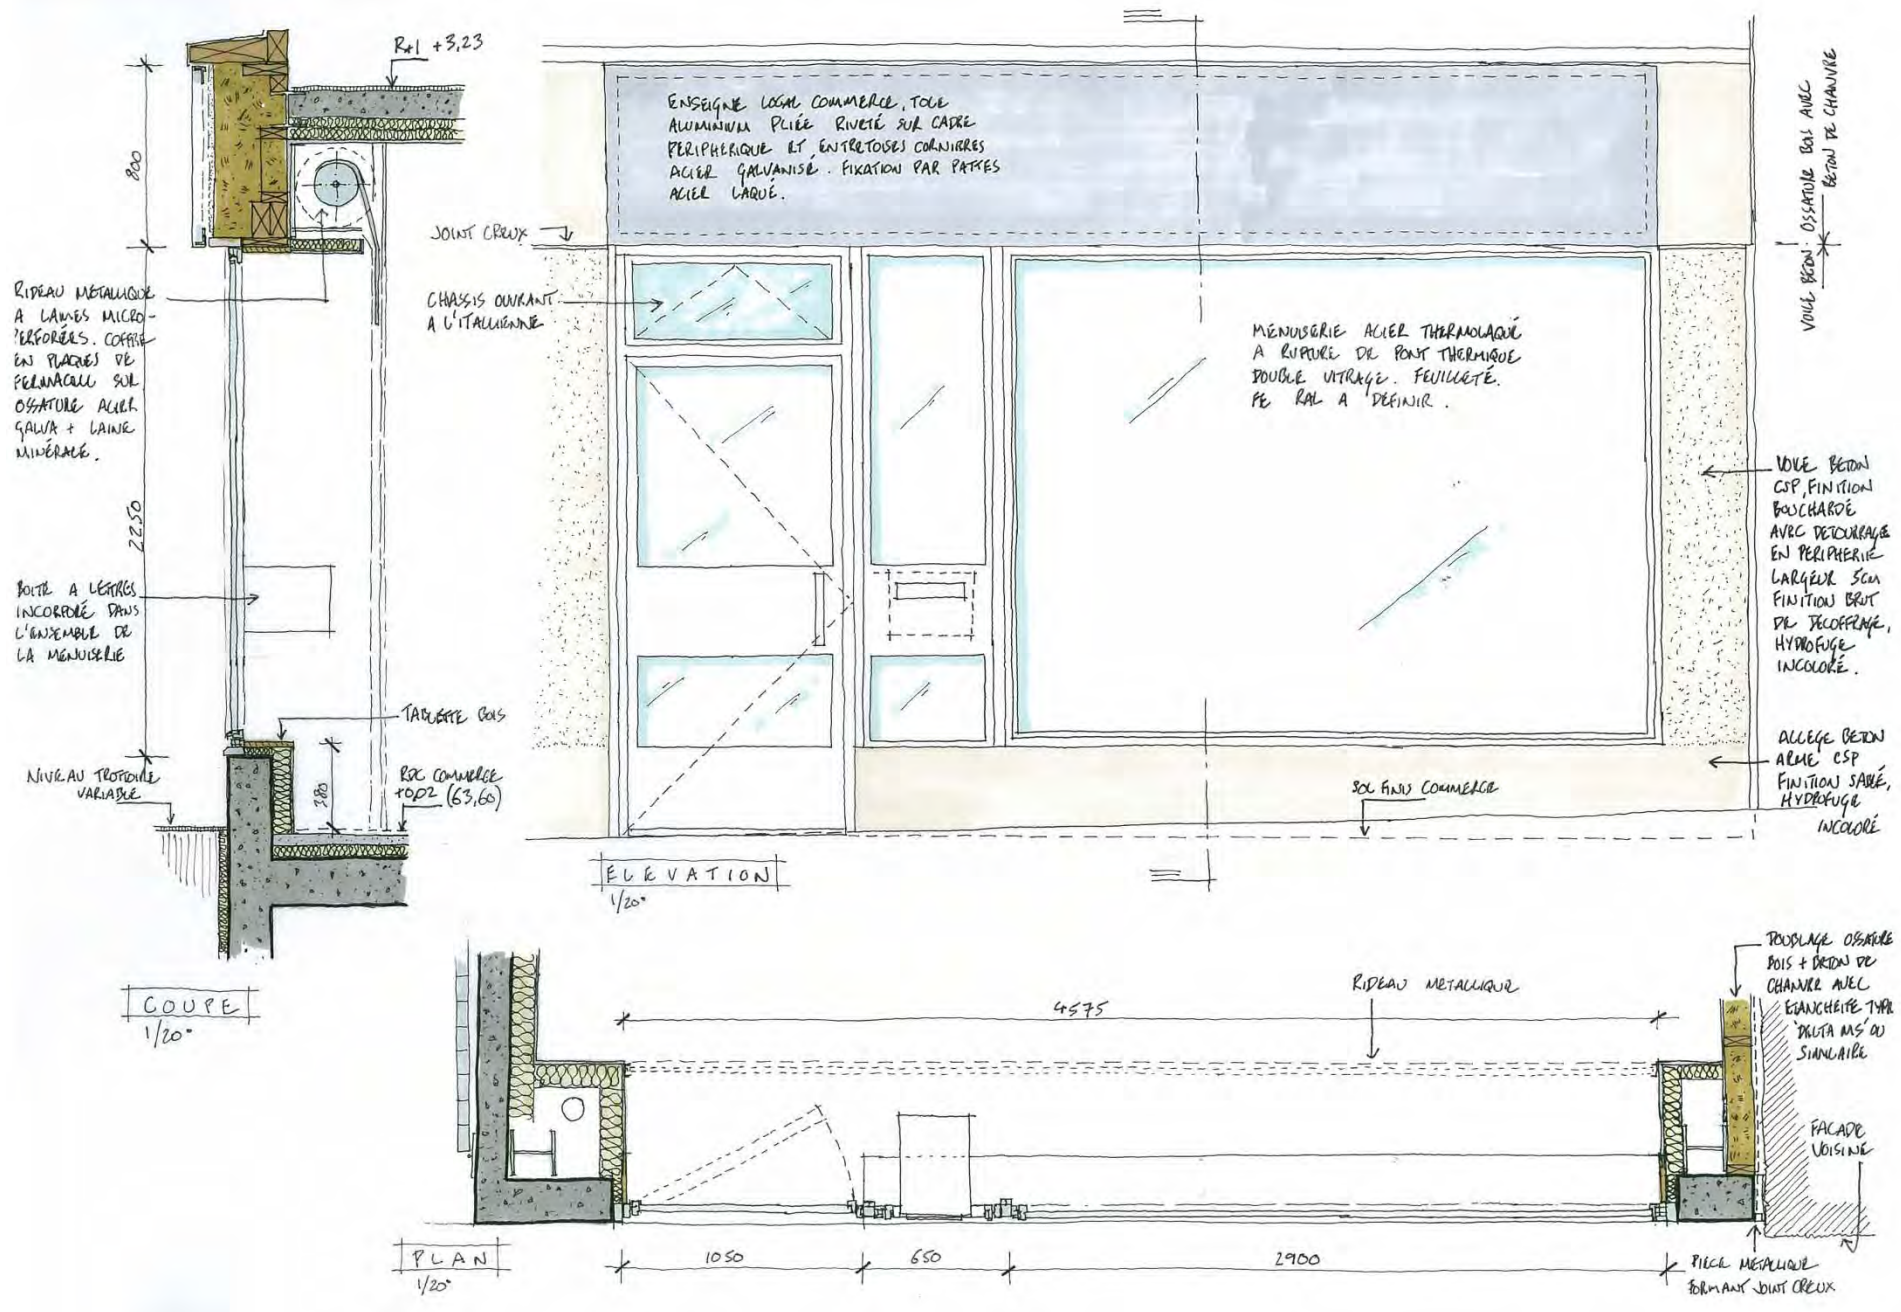 R+1 +3,23
800
RIDEAU METALLIQUE
A LAMES MICRO-
PERFORÉES. COFFRE
EN PLAQUES DE
FERMACELL SUR
OSSATURE ACIER
GALVA + LAINE
MINÉRALE.
2250
BOITE A LETTRES
INCORPORÉ DANS
L'ENSEMBLE DE
LA MENUISERIE
TABLETTE BOIS
NIVEAU TROTTOIRE
VARIABLE
380
RDC COMMERCE
+0,02 (63,60)
COUPE
1/20°
ENSEIGNE LOCAL COMMERCE, TOLE
ALUMINIUM PLIÉE RIVETÉ SUR CADRE
PERIPHERIQUE ET ENTRETOISES CORNIERES
ACIER GALVANISÉ. FIXATION PAR PATTES
ACIER LAQUÉ.
JOINT CREUX
CHASSIS OUVRANT
A L'ITALIENNE
MENUISERIE ACIER THERMOLAQUÉ
A RUPTURE DE PONT THERMIQUE
DOUBLE VITRAGE. FEUILLETÉ.
RAL A DÉFINIR.
SOL FINIS COMMERCE
ELEVATION
1/20°
OSSATURE BOIS AVEC
BETON DE CHANVRE
VOILE BETON
VOILE BETON
CSP, FINITION
BOUCHARDÉ
AVEC DETOURRAGE
EN PERIPHERIE
LARGEUR 5CM
FINITION BRUT
DE DECOFFRAGE,
HYDROFUGE
INCOLORE.
ALLEGE BETON
ARMÉ CSP
FINITION SABLÉ,
HYDROFUGE
INCOLORE
DOUBLAGE OSSATURE
BOIS + BETON DE
CHANVRE AVEC
ETANCHEITE TYPE
'DELTA MS' OU
SIMILAIRE
RIDEAU METALLIQUE
4575
FACADE
VOISINE
PLAN
1/20°
1050
650
2900
PIECE METALLIQUE
FORMANT JOINT CREUX